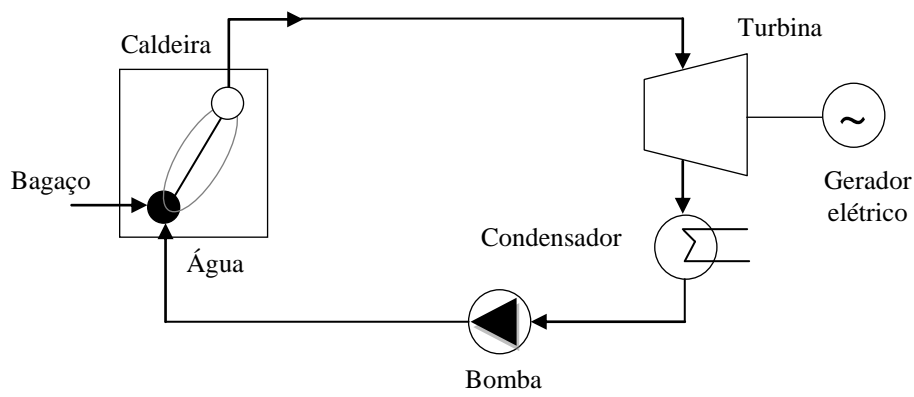 Turbina
Caldeira
~
Bagaço
Gerador
elétrico
Condensador
Água
Bomba